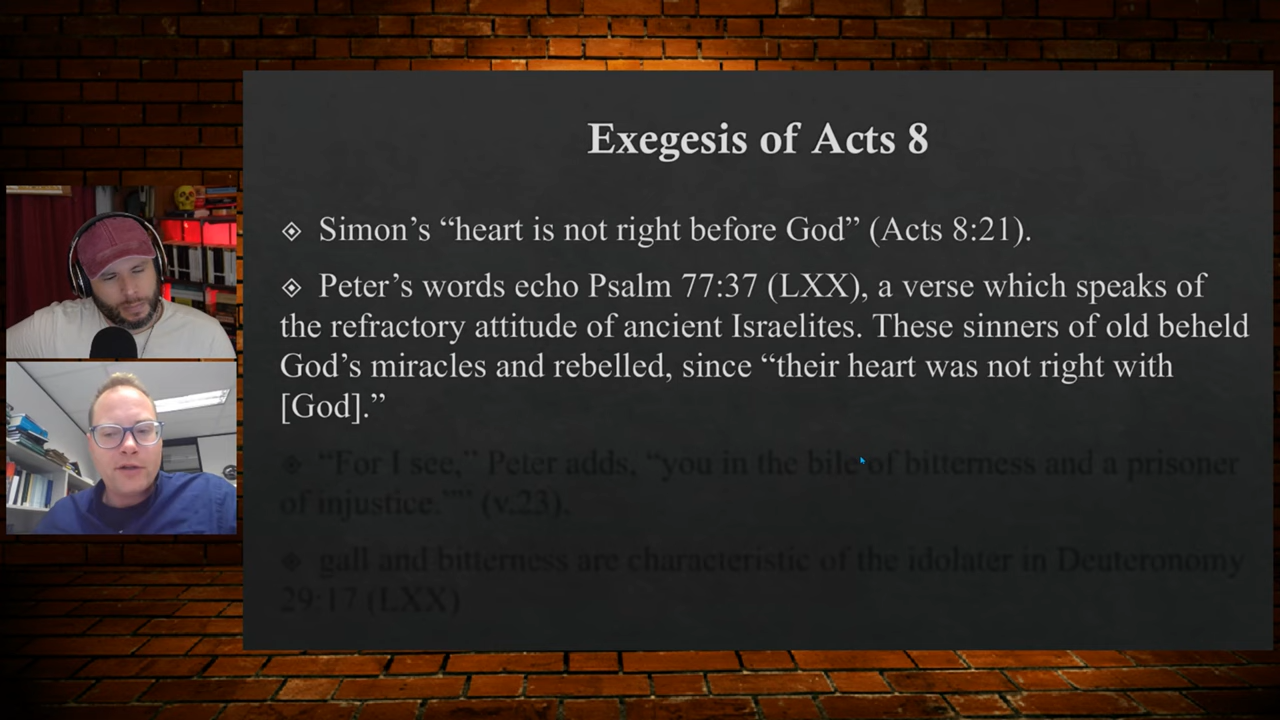 Exegesis of Acts 8
◈ Simon’s “heart is not right before God” (Acts 8:21).
◈ Peter’s words echo Psalm 77:37 (LXX), a verse which speaks of
the refractory attitude of ancient Israelites. These sinners of old beheld
God’s miracles and rebelled, since “their heart was not right with
[God].”
◈ “For I see,” Peter adds, “you in the bile of bitterness and a prisoner
of injustice.”” (v.23).
◈ gall and bitterness are characteristic of the idolater in Deuteronomy
29:17 (LXX)